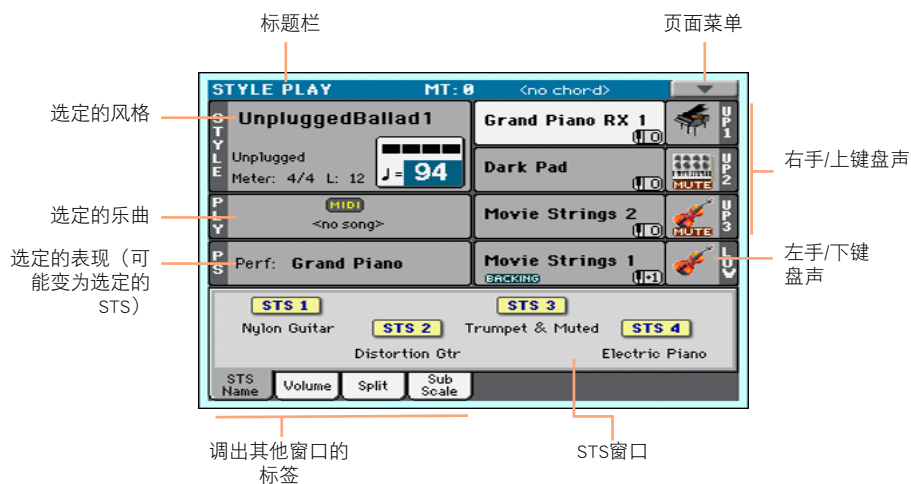 标题栏
页面菜单
STYLE PLAY MT: 0 <no chord>
选定的风格
STYLE
UnpluggedBallad1
Unplugged
Meter: 4/4 L: 12
♩= 94
Grand Piano RX 1
0
UP1
Dark Pad
0
MUTE
UP2
右手/上键盘声
选定的乐曲
PLY
MIDI
<no song>
Movie Strings 2
0
MUTE
UP3
选定的表现（可
能变为选定的
STS）
PS
Perf: Grand Piano
Movie Strings 1
BACKING
+1
LOW
左手/下键
盘声
STS 1
Nylon Guitar
STS 2
Distortion Gtr
STS 3
Trumpet & Muted
STS 4
Electric Piano
STS
Name
Volume
Split
Sub
Scale
调出其他窗口的
标签
STS窗口